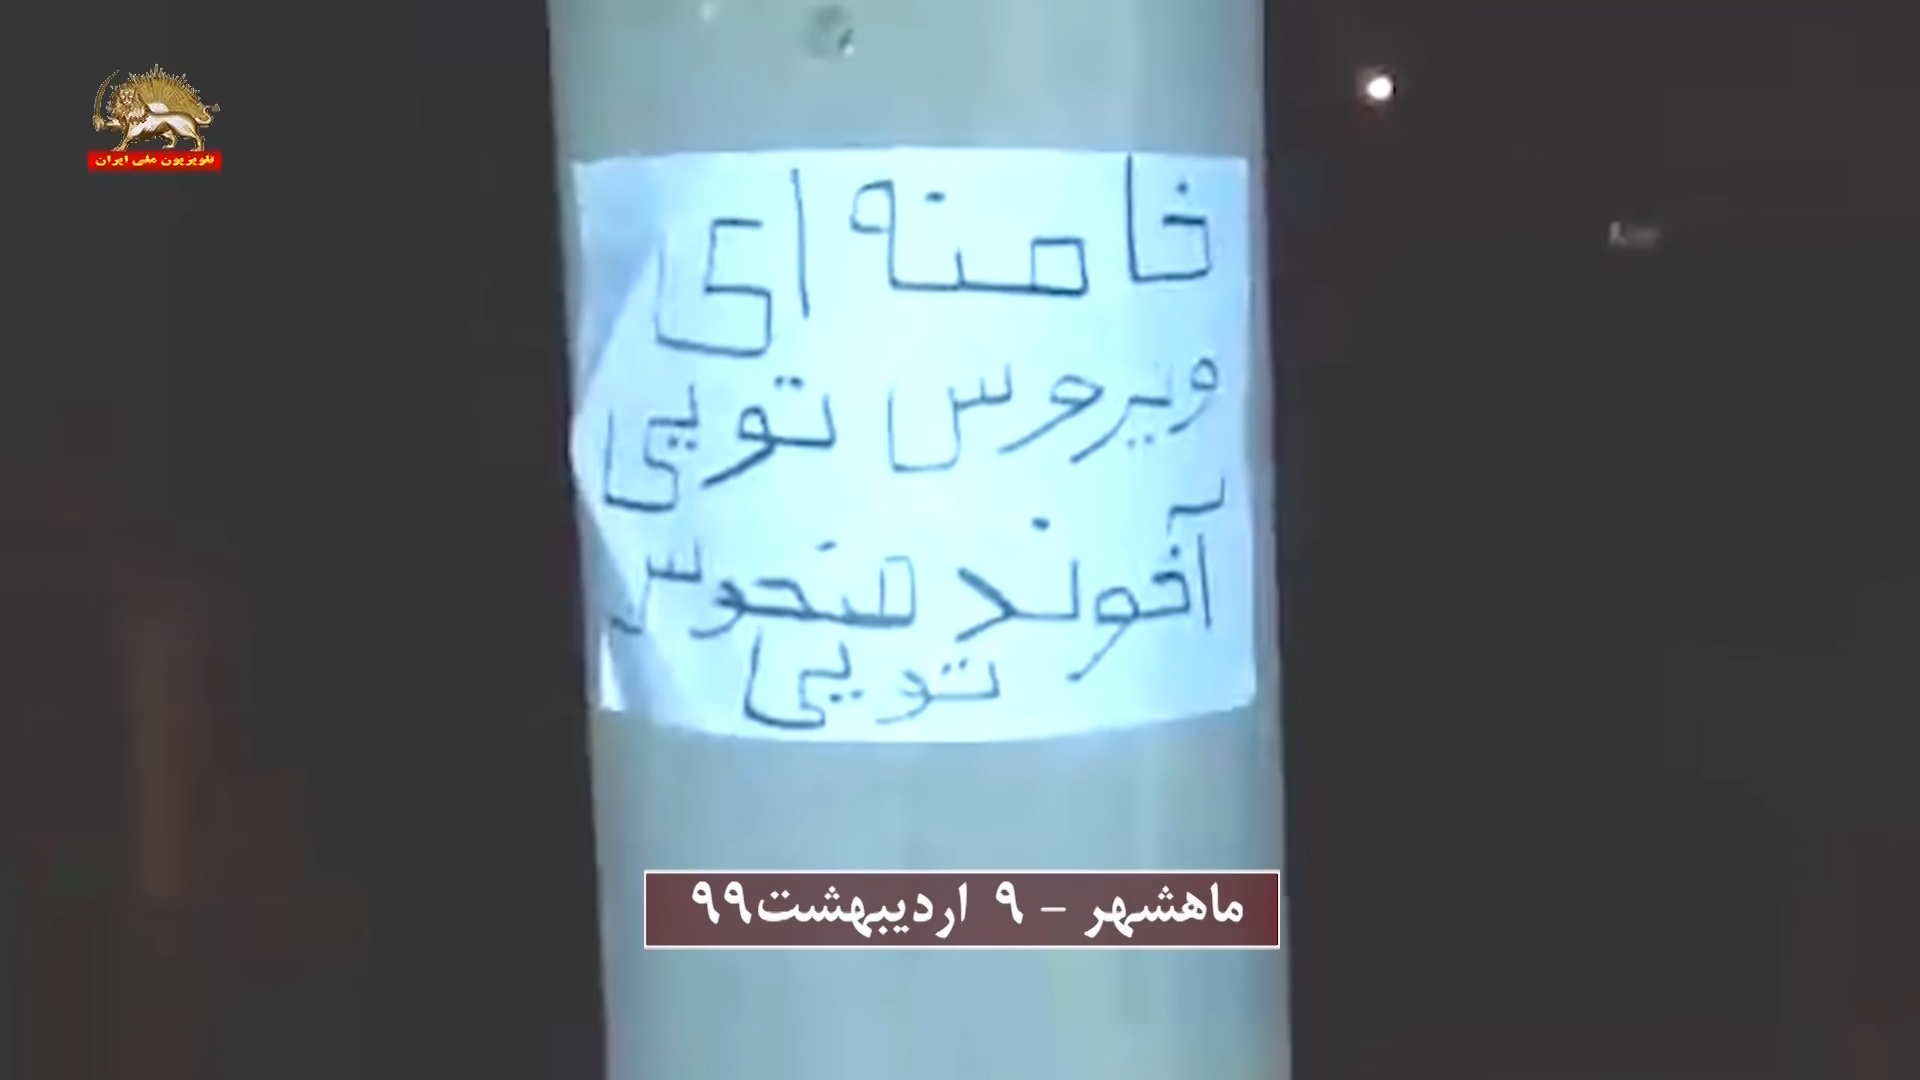 تلویزیون ملی ایران
خامنه ای
ویروس تویی
آخوند منحوس
تویی
ماهشهر - ۹ اردیبهشت۹۹